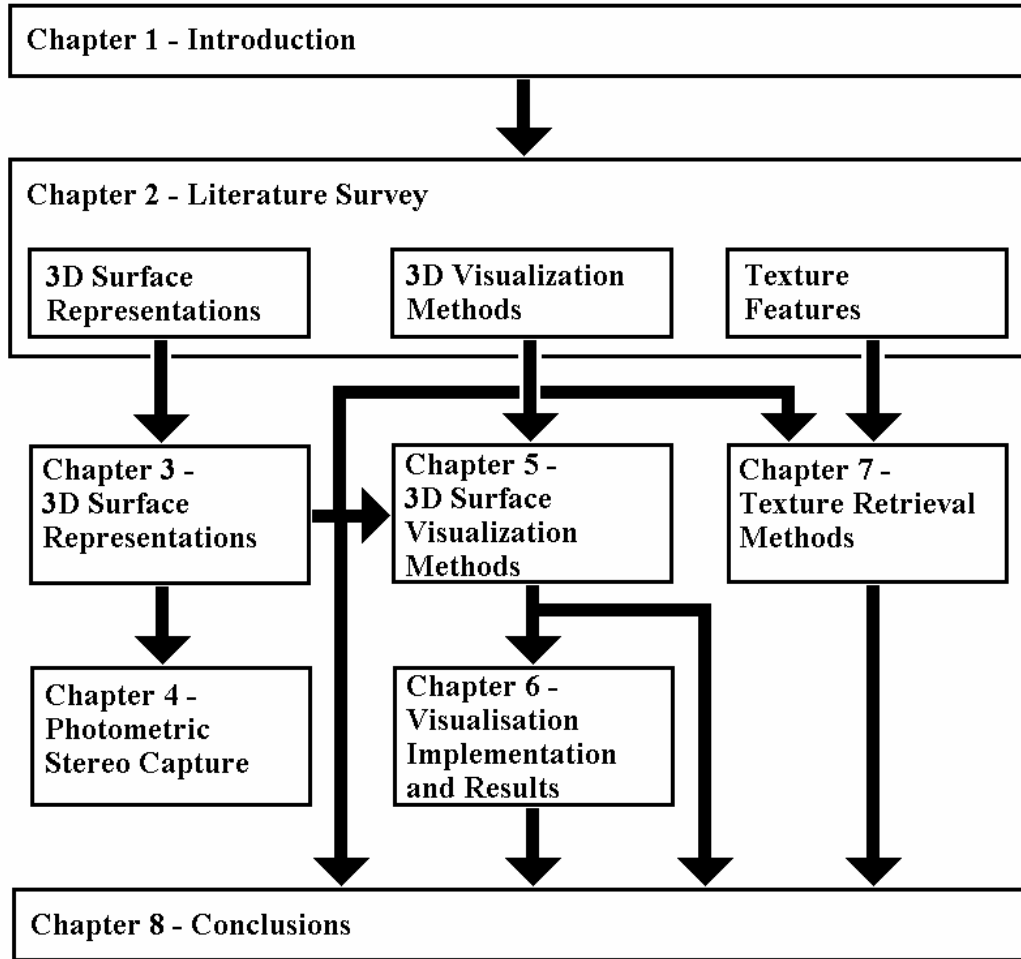 Chapter 1 - Introduction
Chapter 2 - Literature Survey
3D Surface
Representations
3D Visualization
Methods
Texture
Features
Chapter 3 -
3D Surface
Representations
Chapter 5 -
3D Surface
Visualization
Methods
Chapter 7 -
Texture Retrieval
Methods
Chapter 4 -
Photometric
Stereo Capture
Chapter 6 -
Visualisation
Implementation
and Results
Chapter 8 - Conclusions